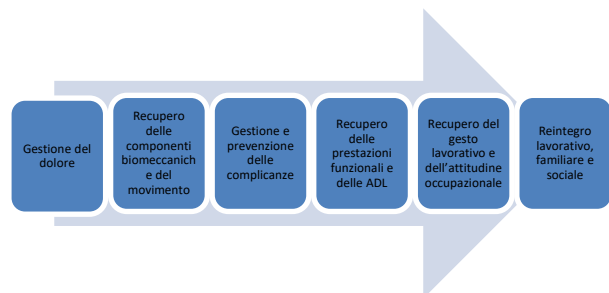 Gestione del
dolore
Recupero
delle
componenti
biomeccanich
e del
movimento
Gestione e
prevenzione
delle
complicanze
Recupero
delle
prestazioni
funzionali e
delle ADL
Recupero del
gesto
lavorativo e
dell'attitudine
occupazionale
Reintegro
lavorativo,
familiare e
sociale